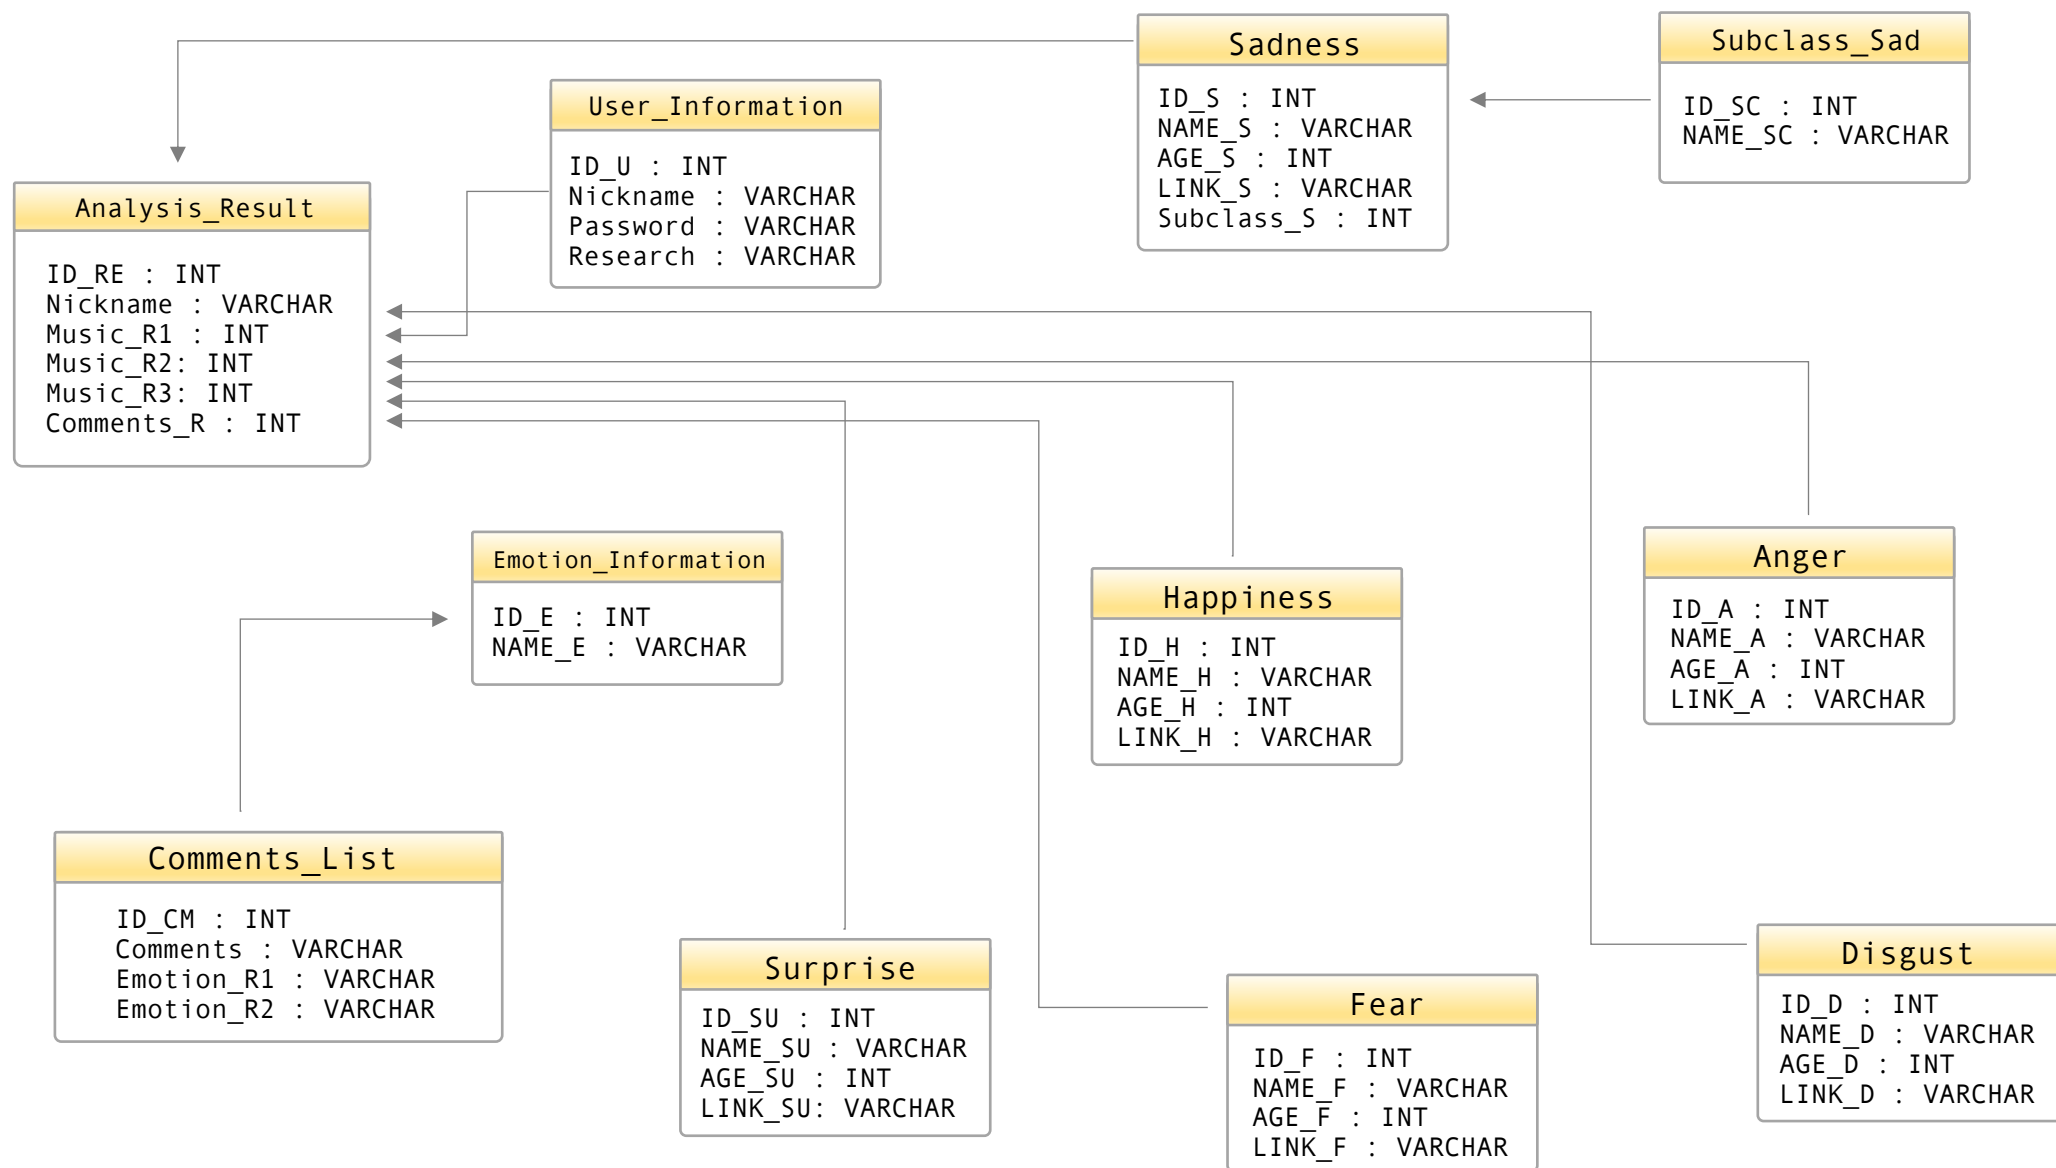 Sadness
ID_S : INT
NAME_S : VARCHAR
AGE_S : INT
LINK_S : VARCHAR
Subclass_S : INT
Subclass_Sad
ID_SC : INT
NAME_SC : VARCHAR
User_Information
ID_U : INT
Nickname : VARCHAR
Password : VARCHAR
Research : VARCHAR
Analysis_Result
ID_RE : INT
Nickname : VARCHAR
Music_R1 : INT
Music_R2: INT
Music_R3: INT
Comments_R : INT
Emotion_Information
ID_E : INT
NAME_E : VARCHAR
Happiness
ID_H : INT
NAME_H : VARCHAR
AGE_H : INT
LINK_H : VARCHAR
Anger
ID_A : INT
NAME_A : VARCHAR
AGE_A : INT
LINK_A : VARCHAR
Comments_List
ID_CM : INT
Comments : VARCHAR
Emotion_R1 : VARCHAR
Emotion_R2 : VARCHAR
Surprise
ID_SU : INT
NAME_SU : VARCHAR
AGE_SU : INT
LINK_SU: VARCHAR
Fear
ID_F : INT
NAME_F : VARCHAR
AGE_F : INT
LINK_F : VARCHAR
Disgust
ID_D : INT
NAME_D : VARCHAR
AGE_D : INT
LINK_D : VARCHAR